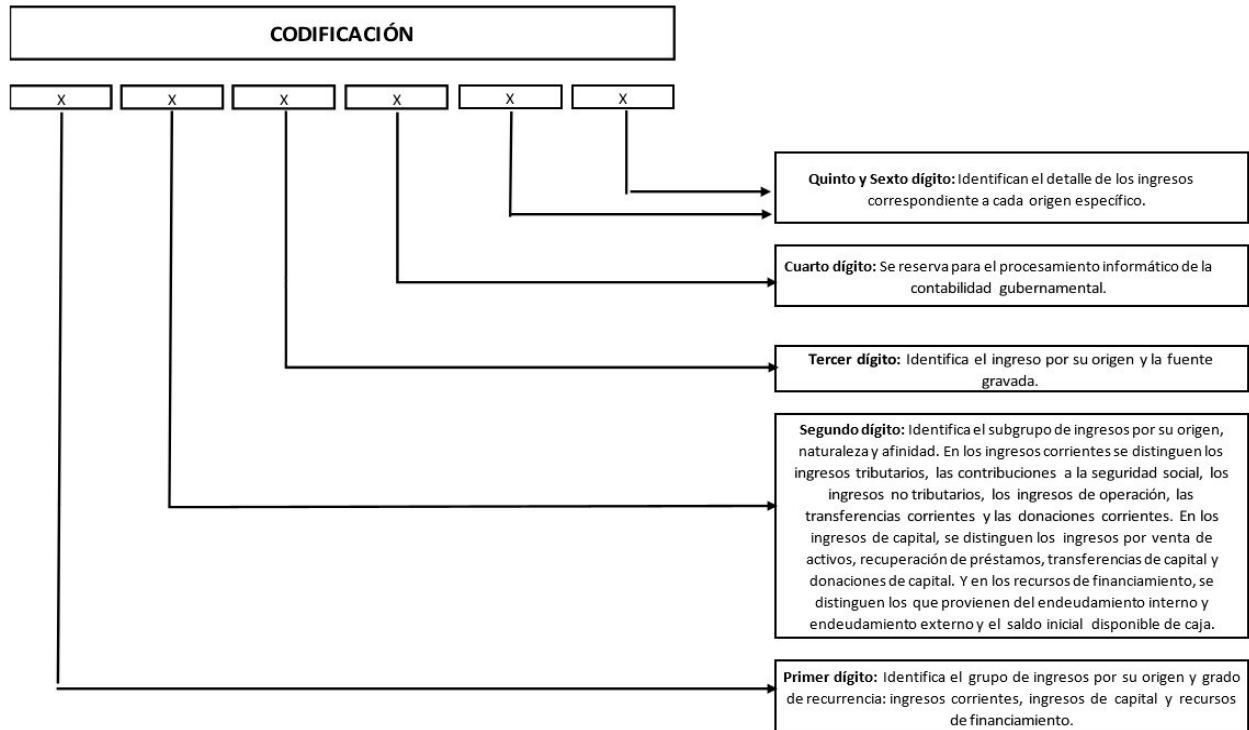 CODIFICACIÓN
X X X X X X
Quinto y Sexto dígito: Identifican el detalle de los ingresos
correspondiente a cada origen específico.
Cuarto dígito: Se reserva para el procesamiento informático de la
contabilidad gubernamental.
Tercer dígito: Identifica el ingreso por su origen y la fuente
gravada.
Segundo dígito: Identifica el subgrupo de ingresos por su origen,
naturaleza y afinidad. En los ingresos corrientes se distinguen los
ingresos tributarios, las contribuciones a la seguridad social, los
ingresos no tributarios, los ingresos de operación, las
transferencias corrientes y las donaciones corrientes. En los
ingresos de capital, se distinguen los ingresos por venta de
activos, recuperación de préstamos, transferencias de capital y
donaciones de capital. Y en los recursos de financiamiento, se
distinguen los que provienen del endeudamiento interno y
endeudamiento externo y el saldo inicial disponible de caja.
Primer dígito: Identifica el grupo de ingresos por su origen y grado
de recurrencia: ingresos corrientes, ingresos de capital y recursos
de financiamiento.